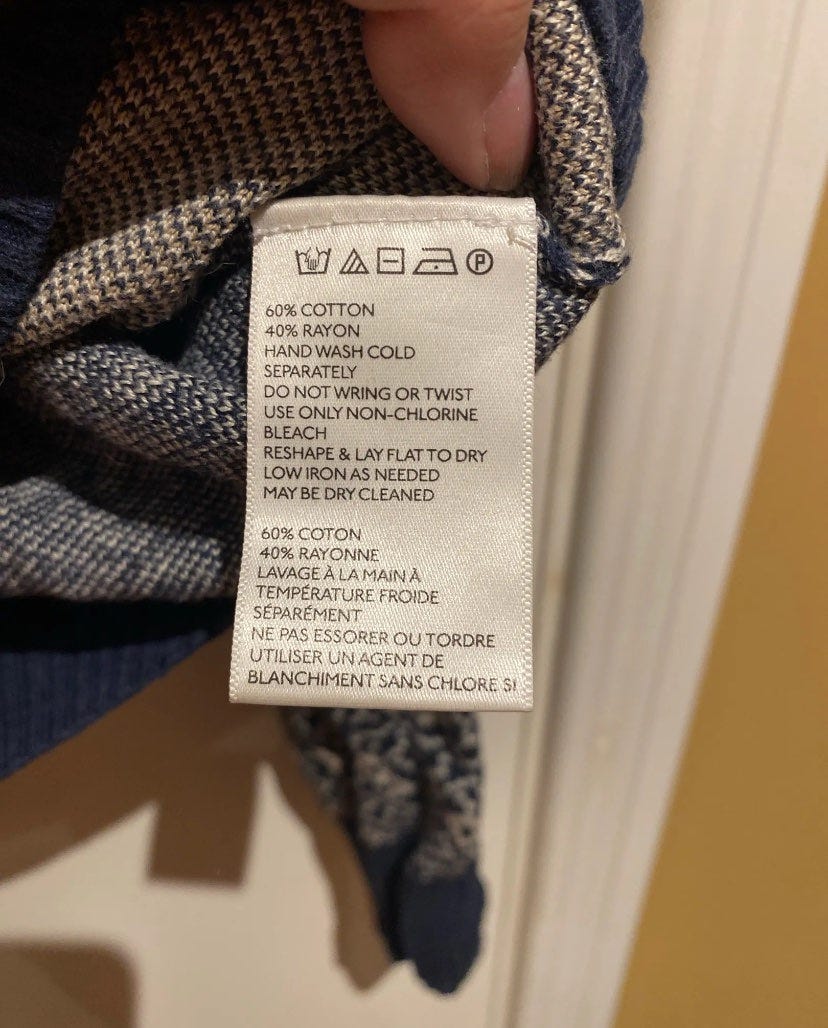 P
60% COTTON
40% RAYON
HAND WASH COLD
SEPARATELY
DO NOT WRING OR TWIST
USE ONLY NON-CHLORINE
BLEACH
RESHAPE & LAY FLAT TO DRY
LOW IRON AS NEEDED
MAY BE DRY CLEANED
60% COTON
40% RAYONNE
LAVAGE À LA MAIN À
TEMPÉRATURE FROIDE
SÉPARÉMENT
NE PAS ESSORER OU TORDRE
UTILISER UN AGENT DE
BLANCHIMENT SANS CHLORE SI